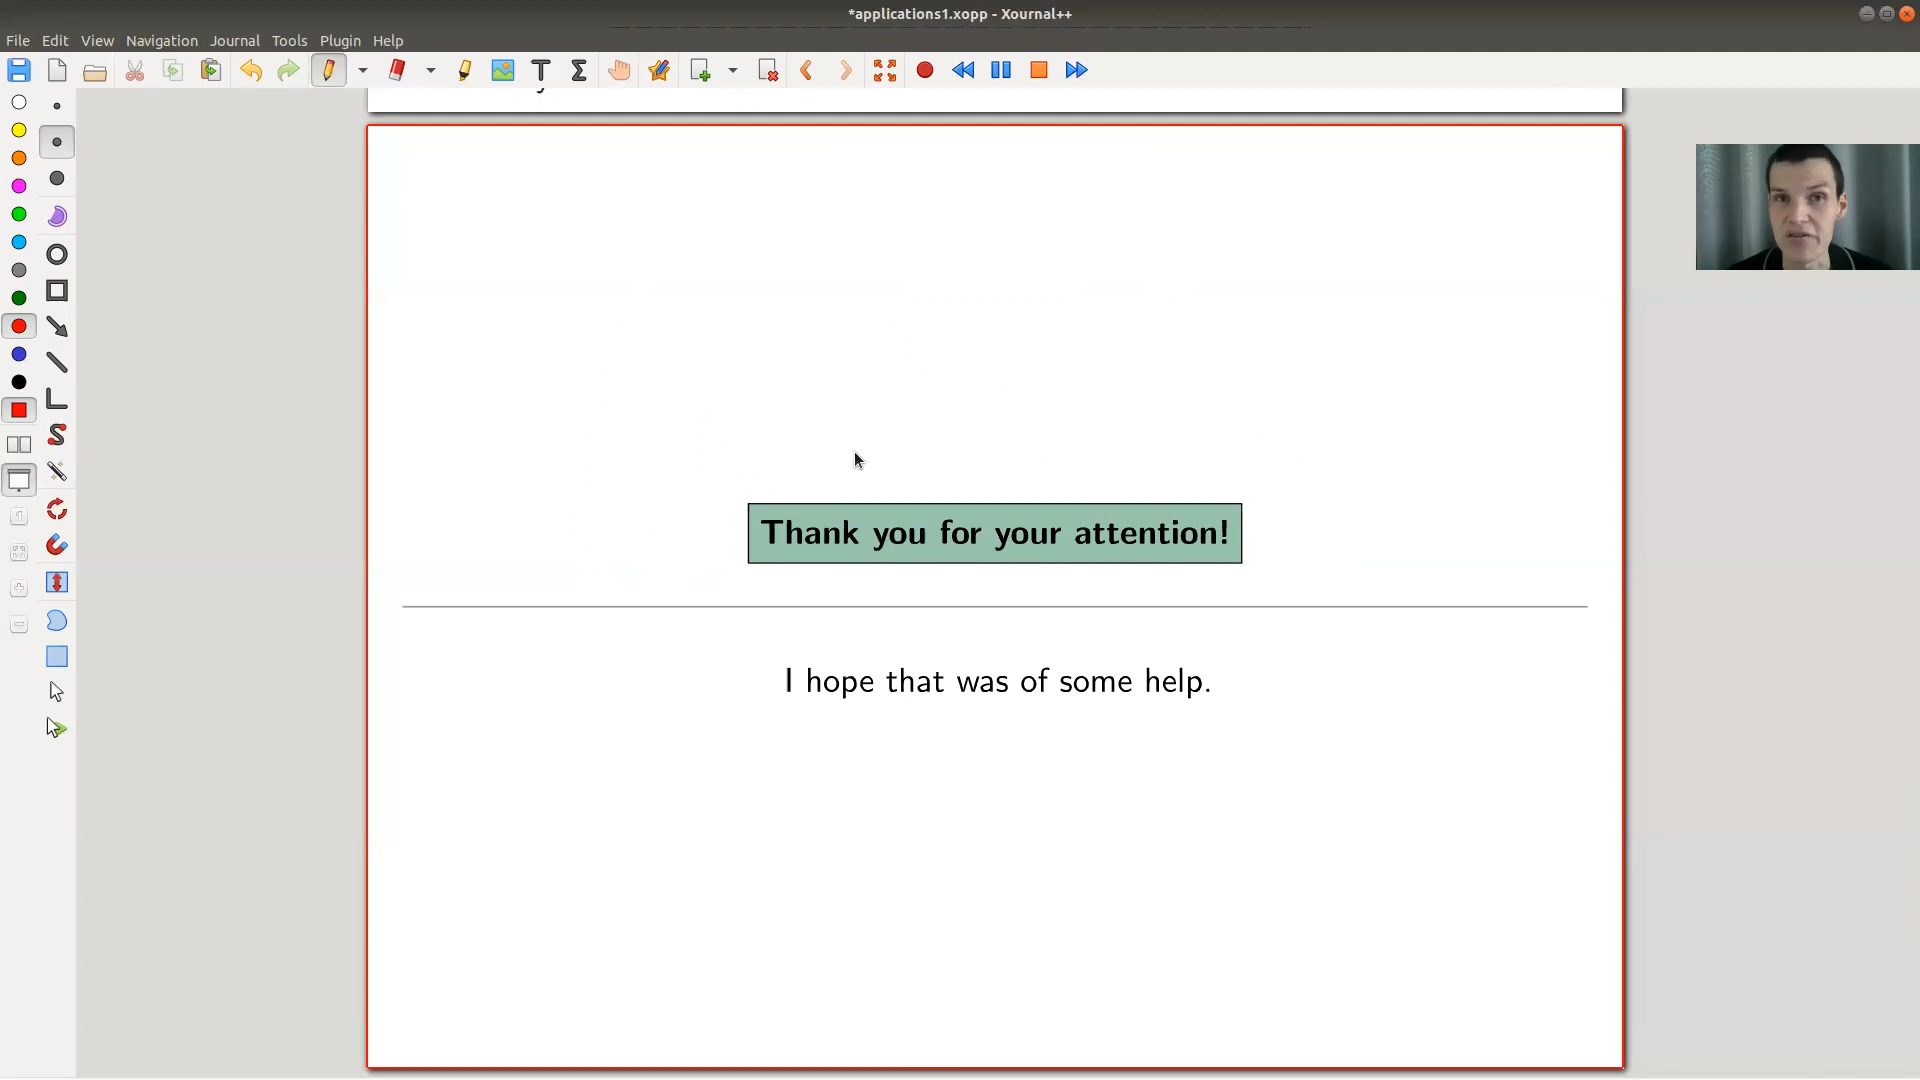 *applications1.xopp - Xournal++
File Edit View Navigation Journal Tools Plugin Help
Thank you for your attention!
I hope that was of some help.